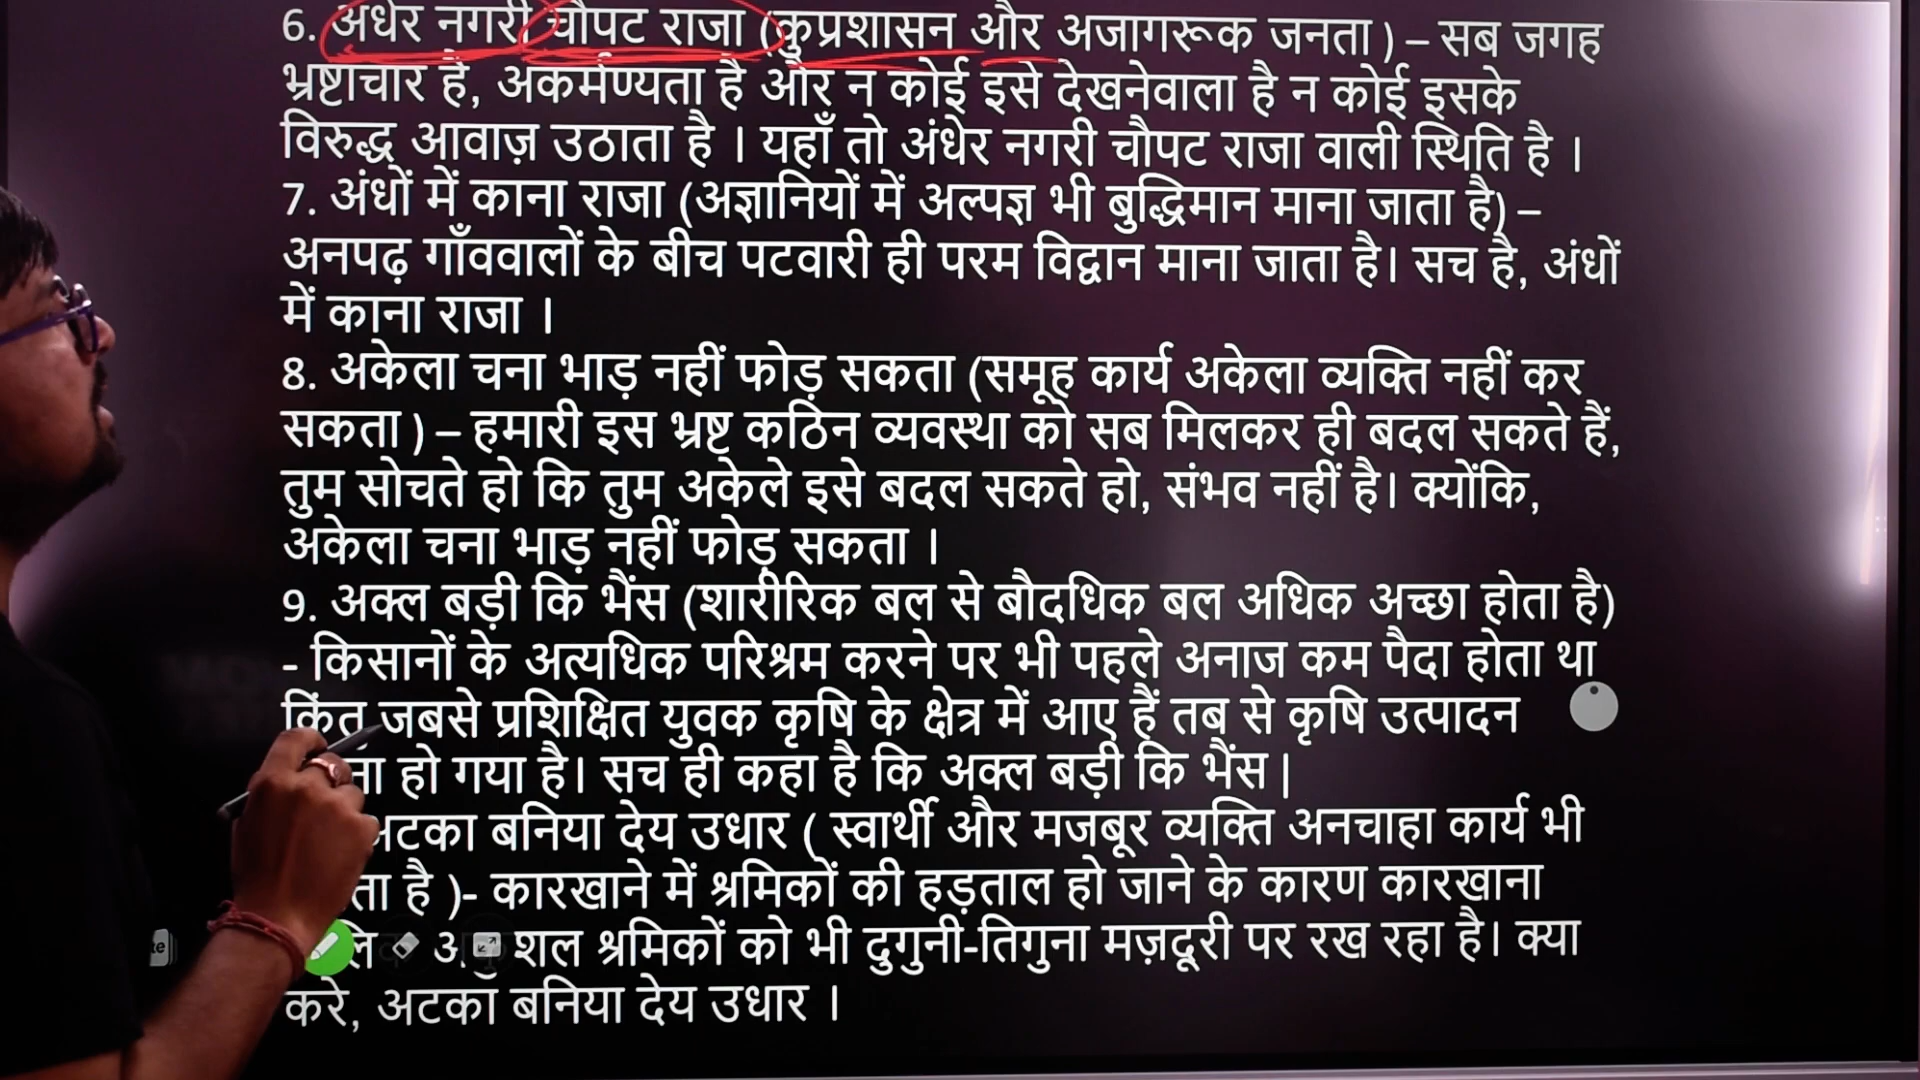 6. अंधेर नगरी चौपट राजा (कुप्रशासन और अजागरूक जनता ) – सब जगह
भ्रष्टाचार है, अकर्मण्यता है और न कोई इसे देखनेवाला है न कोई इसके
विरुद्ध आवाज़ उठाता है । यहाँ तो अंधेर नगरी चौपट राजा वाली स्थिति है ।
7. अंधों में काना राजा (अज्ञानियों में अल्पज्ञ भी बुद्धिमान माना जाता है) –
अनपढ़ गाँववालों के बीच पटवारी ही परम विद्वान माना जाता है। सच है, अंधों
में काना राजा ।
8. अकेला चना भाड़ नहीं फोड़ सकता (समूह कार्य अकेला व्यक्ति नहीं कर
सकता ) – हमारी इस भ्रष्ट कठिन व्यवस्था को सब मिलकर ही बदल सकते हैं,
तुम सोचते हो कि तुम अकेले इसे बदल सकते हो, संभव नहीं है। क्योंकि,
अकेला चना भाड़ नहीं फोड़ सकता ।
9. अक्ल बड़ी कि भैंस (शारीरिक बल से बौदधिक बल अधिक अच्छा होता है)
- किसानों के अत्यधिक परिश्रम करने पर भी पहले अनाज कम पैदा होता था
किंतु जबसे प्रशिक्षित युवक कृषि के क्षेत्र में आए हैं तब से कृषि उत्पादन
हो गया है। सच ही कहा है कि अक्ल बड़ी कि भैंस |
अटका बनिया देय उधार ( स्वार्थी और मजबूर व्यक्ति अनचाहा कार्य भी
है )- कारखाने में श्रमिकों की हड़ताल हो जाने के कारण कारखाना
श्रमिकों को भी दुगुनी-तिगुना मज़दूरी पर रख रहा है। क्या
करे, अटका बनिया देय उधार ।